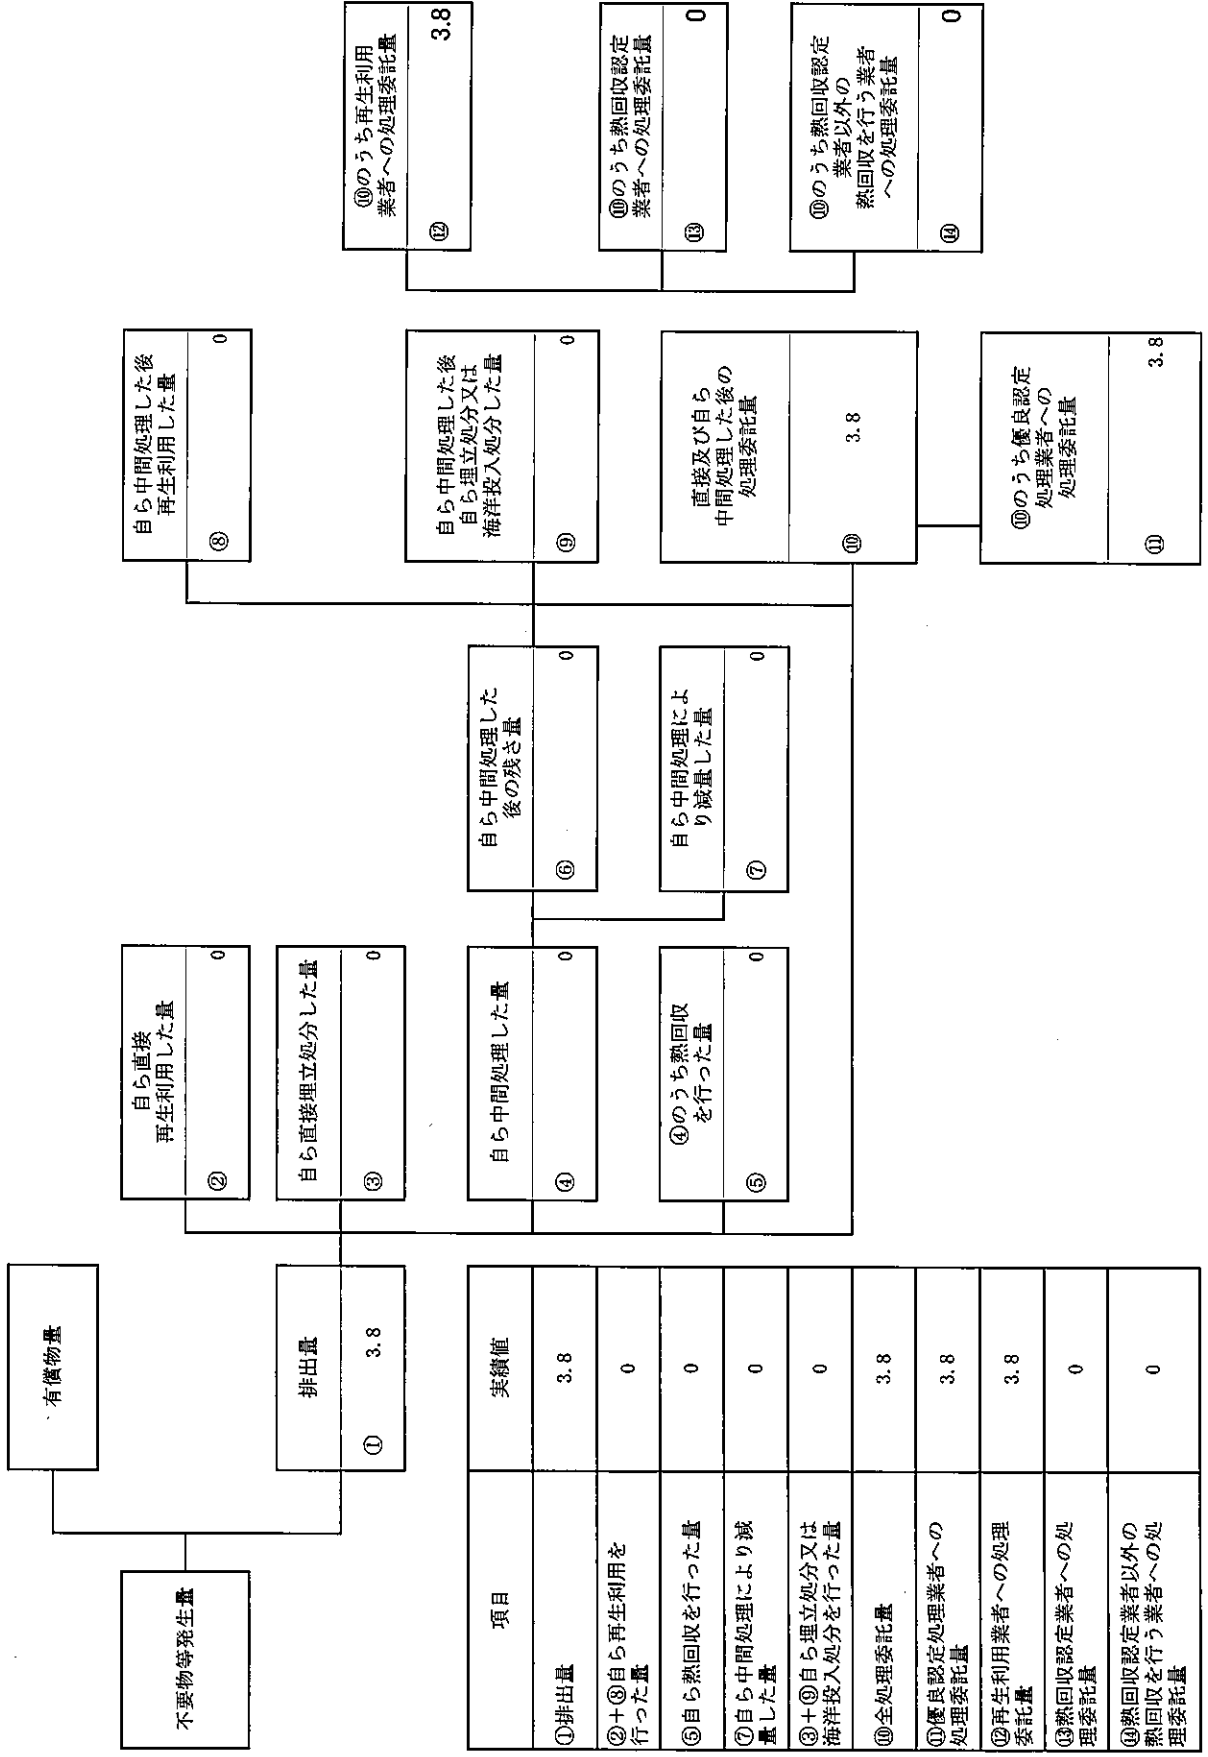 有償物量
不要物等発生量
排出量
① 3.8
自ら直接
再生利用した量
② 0
自ら直接埋立処分した量
③ 0
自ら中間処理した量
④ 0
④のうち熱回収
を行った量
⑤ 0
自ら中間処理した
後の残さ量
⑥ 0
自ら中間処理によ
り減量した量
⑦ 0
自ら中間処理した後
再生利用した量
⑧ 0
自ら中間処理した後
自ら埋立処分又は
海洋投入処分した量
⑨ 0
直接及び自ら
中間処理した後の
処理委託量
⑩ 3.8
⑩のうち優良認定
処理業者への
処理委託量
⑪ 3.8
⑩のうち再生利用
業者への処理委託量
⑫ 3.8
⑩のうち熱回収認定
業者への処理委託量
⑬ 0
⑩のうち熱回収認定
業者以外の
熱回収を行う業者
への処理委託量
⑭ 0
項目 実績値
①排出量 3.8
②+⑧自ら再生利用を
行った量 0
⑤自ら熱回収を行った量 0
⑦自ら中間処理により減
量した量 0
③+⑨自ら埋立処分又は
海洋投入処分を行った量 0
⑩全処理委託量 3.8
⑪優良認定処理業者への
処理委託量 3.8
⑫再生利用業者への処理
委託量 3.8
⑬熱回収認定業者への処
理委託量 0
⑭熱回収認定業者以外の
熱回収を行う業者への処
理委託量 0